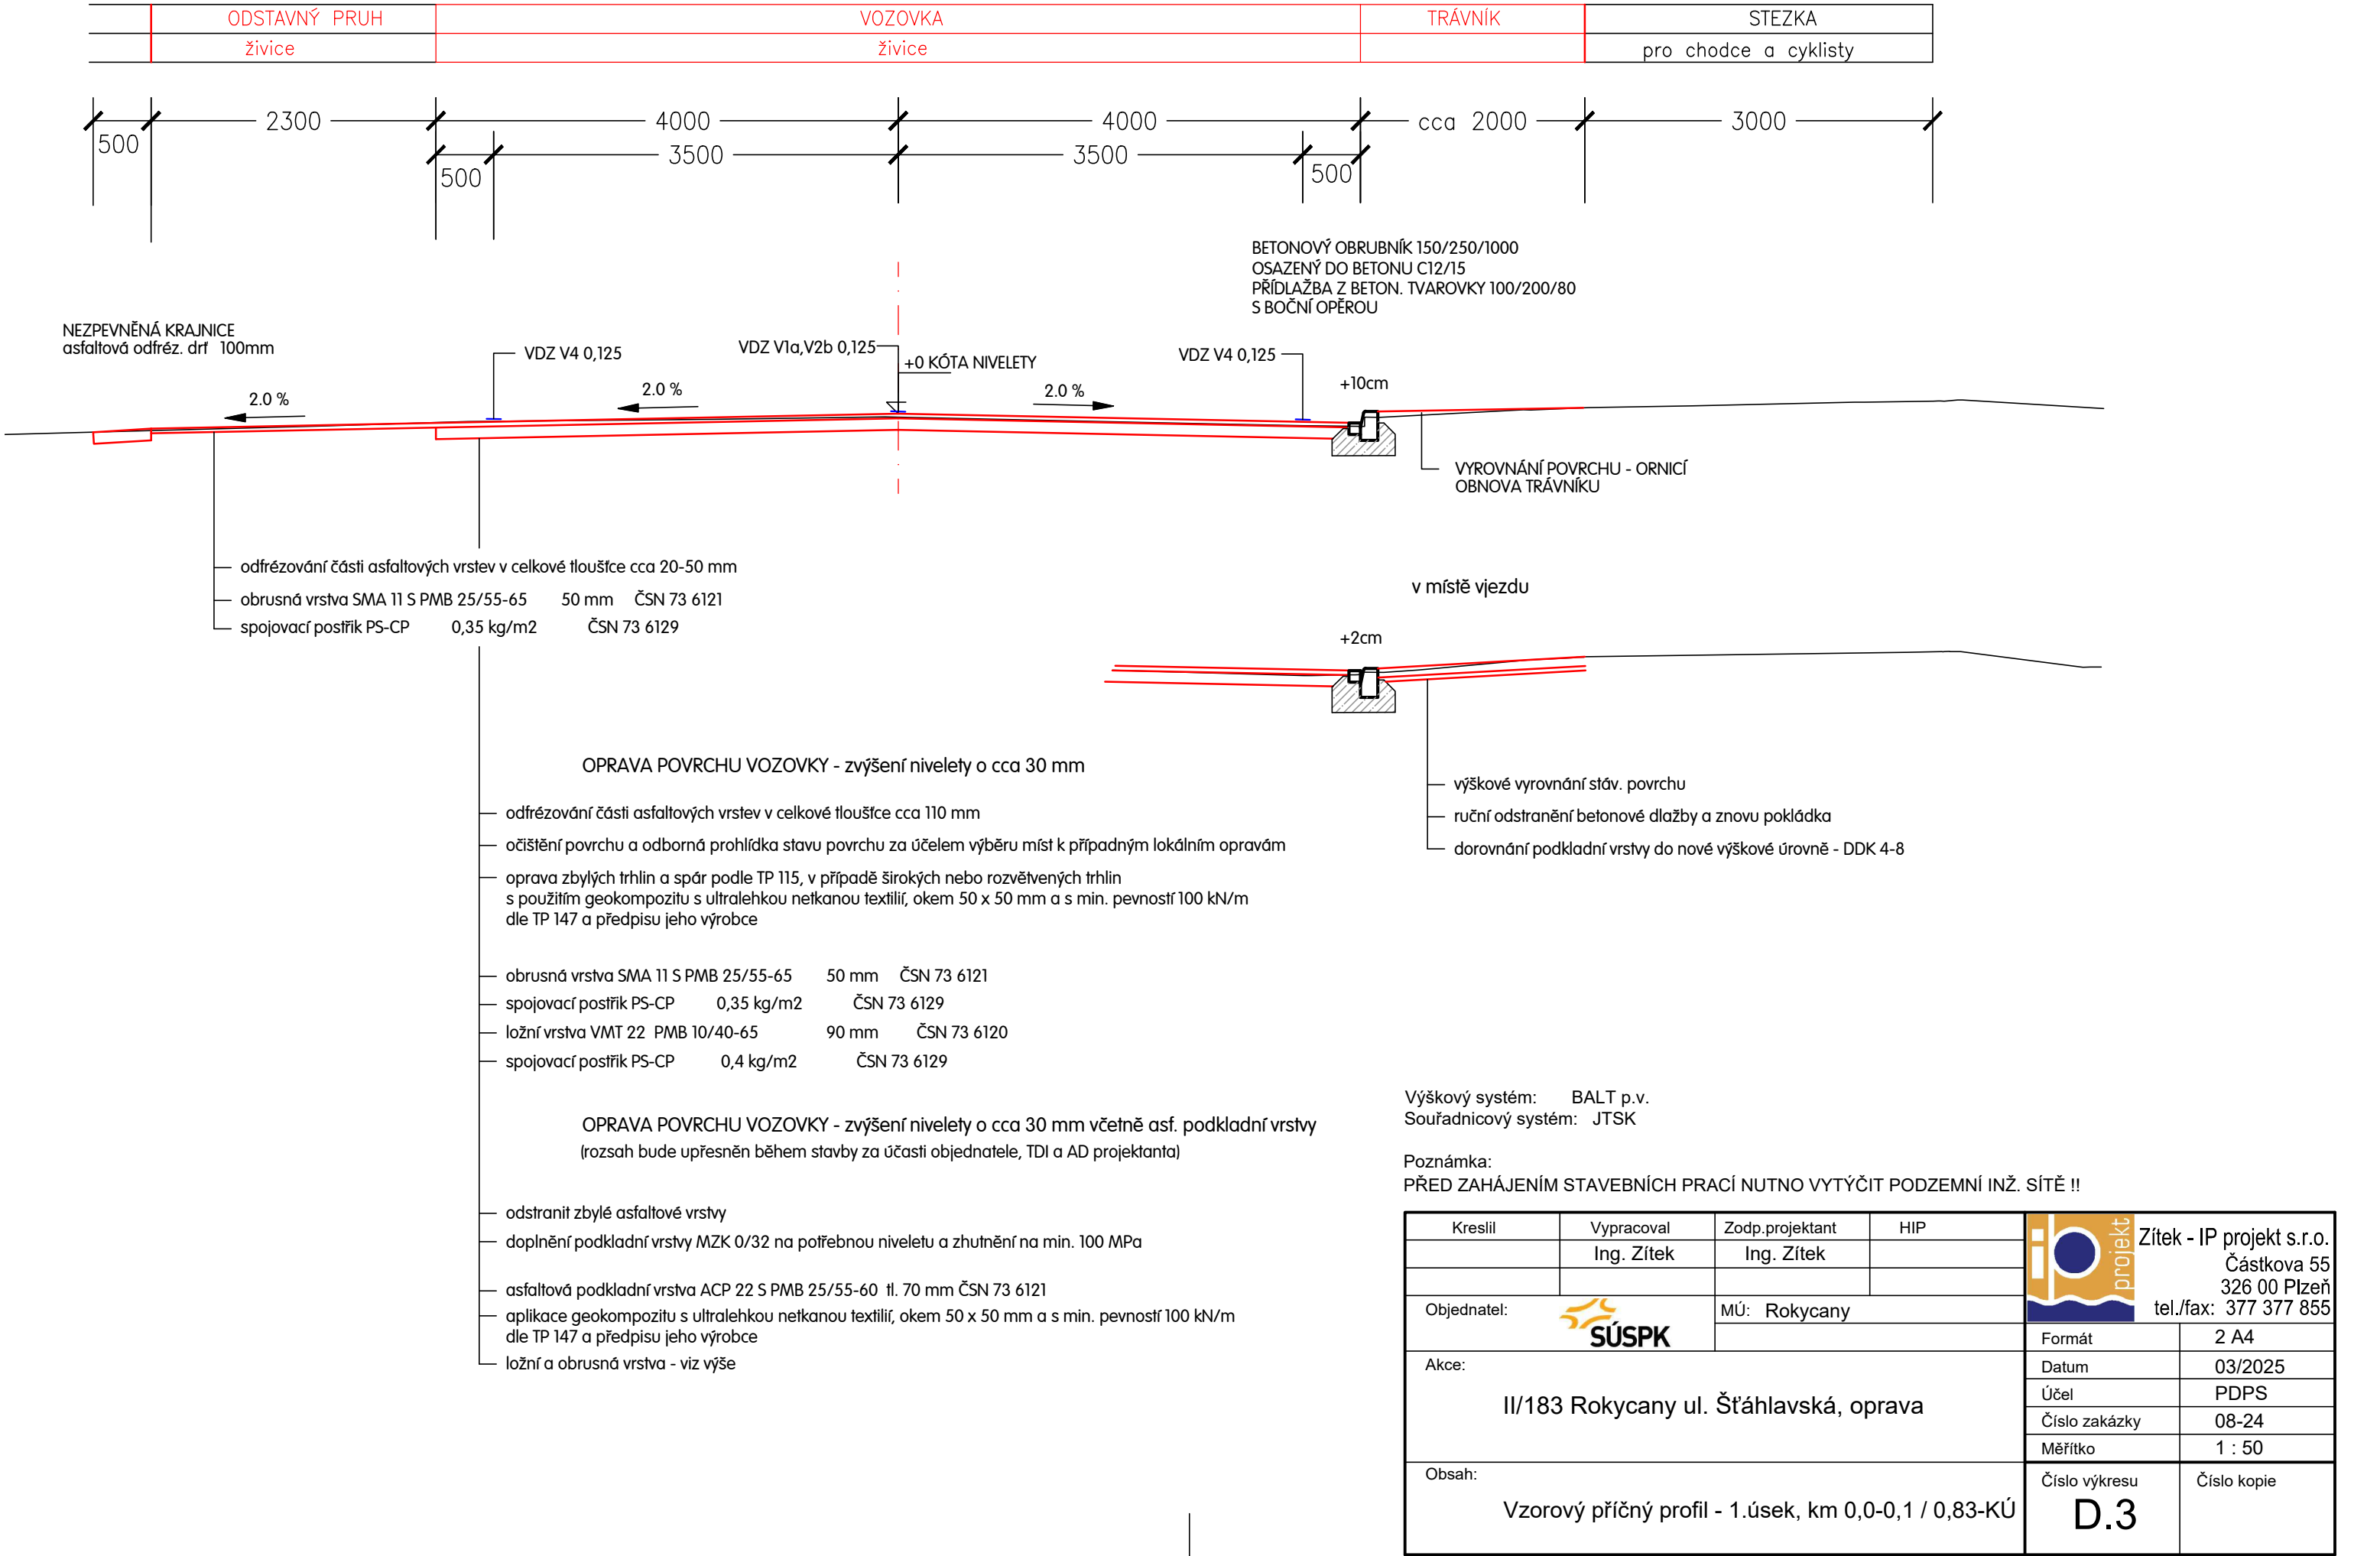 ODSTAVNÝ PRUH
VOZOVKA
TRÁVNÍK
STEZKA
živice
živice
pro chodce a cyklisty
500
2300
4000
4000
cca 2000
3000
500
3500
3500
500
BETONOVÝ OBRUBNÍK 150/250/1000
OSAZENÝ DO BETONU C12/15
PŘÍDLAŽBA Z BETON. TVAROVKY 100/200/80
S BOČNÍ OPĚROU
NEZPEVNĚNÁ KRAJNICE
asfaltová odfréz. drť 100mm
VDZ V4 0,125
VDZ V1a,V2b 0,125
+0 KÓTA NIVELETY
VDZ V4 0,125
+10cm
2.0 %
2.0 %
2.0 %
VYROVNÁNÍ POVRCHU - ORNICÍ
OBNOVA TRÁVNÍKU
odfrézování části asfaltových vrstev v celkové tloušťce cca 20-50 mm
obrusná vrstva SMA 11 S PMB 25/55-65 50 mm ČSN 73 6121
spojovací postřik PS-CP 0,35 kg/m2 ČSN 73 6129
v místě vjezdu
+2cm
výškové vyrovnání stáv. povrchu
ruční odstranění betonové dlažby a znovu pokládka
dorovnání podkladní vrstvy do nové výškové úrovně - DDK 4-8
OPRAVA POVRCHU VOZOVKY - zvýšení nivelety o cca 30 mm
odfrézování části asfaltových vrstev v celkové tloušťce cca 110 mm
očištění povrchu a odborná prohlídka stavu povrchu za účelem výběru míst k případným lokálním opravám
oprava zbylých trhlin a spár podle TP 115, v případě širokých nebo rozvětvených trhlin
s použitím geokompozitu s ultralehkou netkanou textilií, okem 50 x 50 mm a s min. pevností 100 kN/m
dle TP 147 a předpisu jeho výrobce
obrusná vrstva SMA 11 S PMB 25/55-65 50 mm ČSN 73 6121
spojovací postřik PS-CP 0,35 kg/m2 ČSN 73 6129
ložní vrstva VMT 22 PMB 10/40-65 90 mm ČSN 73 6120
spojovací postřik PS-CP 0,4 kg/m2 ČSN 73 6129
OPRAVA POVRCHU VOZOVKY - zvýšení nivelety o cca 30 mm včetně asf. podkladní vrstvy
(rozsah bude upřesněn během stavby za účasti objednatele, TDI a AD projektanta)
odstranit zbylé asfaltové vrstvy
doplnění podkladní vrstvy MZK 0/32 na potřebnou niveletu a zhutnění na min. 100 MPa
asfaltová podkladní vrstva ACP 22 S PMB 25/55-60 tl. 70 mm ČSN 73 6121
aplikace geokompozitu s ultralehkou netkanou textilií, okem 50 x 50 mm a s min. pevností 100 kN/m
dle TP 147 a předpisu jeho výrobce
ložní a obrusná vrstva - viz výše
Výškový systém: BALT p.v.
Souřadnicový systém: JTSK
Poznámka:
PŘED ZAHÁJENÍM STAVEBNÍCH PRACÍ NUTNO VYTÝČIT PODZEMNÍ INŽ. SÍTĚ !!
Kreslil
Vypracoval
Zodp.projektant
HIP
Ing. Zítek
Ing. Zítek
ip projekt
Zítek - IP projekt s.r.o.
Částkova 55
326 00 Plzeň
tel./fax: 377 377 855
Objednatel:
SÚSPK
MÚ: Rokycany
Formát
2 A4
Akce:
II/183 Rokycany ul. Šťáhlavská, oprava
Datum
03/2025
Účel
PDPS
Číslo zakázky
08-24
Měřítko
1 : 50
Obsah:
Vzorový příčný profil - 1.úsek, km 0,0-0,1 / 0,83-KÚ
Číslo výkresu
D.3
Číslo kopie